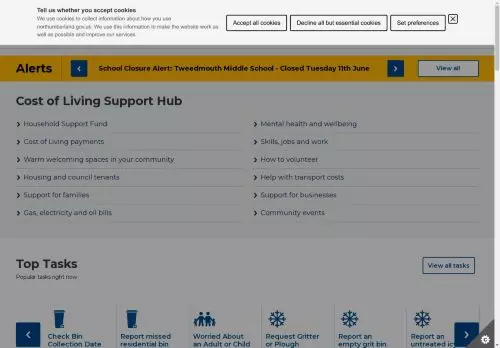 Tell us whether you accept cookies
We use cookies to collect information about how you use
northumberland.gov.uk. We use this information to make the website work as
well as possible and improve our services.
Accept all cookies
Decline all but essential cookies
Set preferences
Alerts
School Closure Alert: Tweedmouth Middle School - Closed Tuesday 11th June
View all
Cost of Living Support Hub
Household Support Fund
Mental health and wellbeing
Cost of Living payments
Skills, jobs and work
Warm welcoming spaces in your community
How to volunteer
Housing and council tenants
Help with transport costs
Support for families
Support for businesses
Gas, electricity and oil bills
Community events
Top Tasks
Popular tasks right now
View all tasks
Check Bin
Collection Date
Report missed
residential bin
Worried About
an Adult or Child
Request Gritter
or Plough
Report an
empty grit bin
Report an
untreated